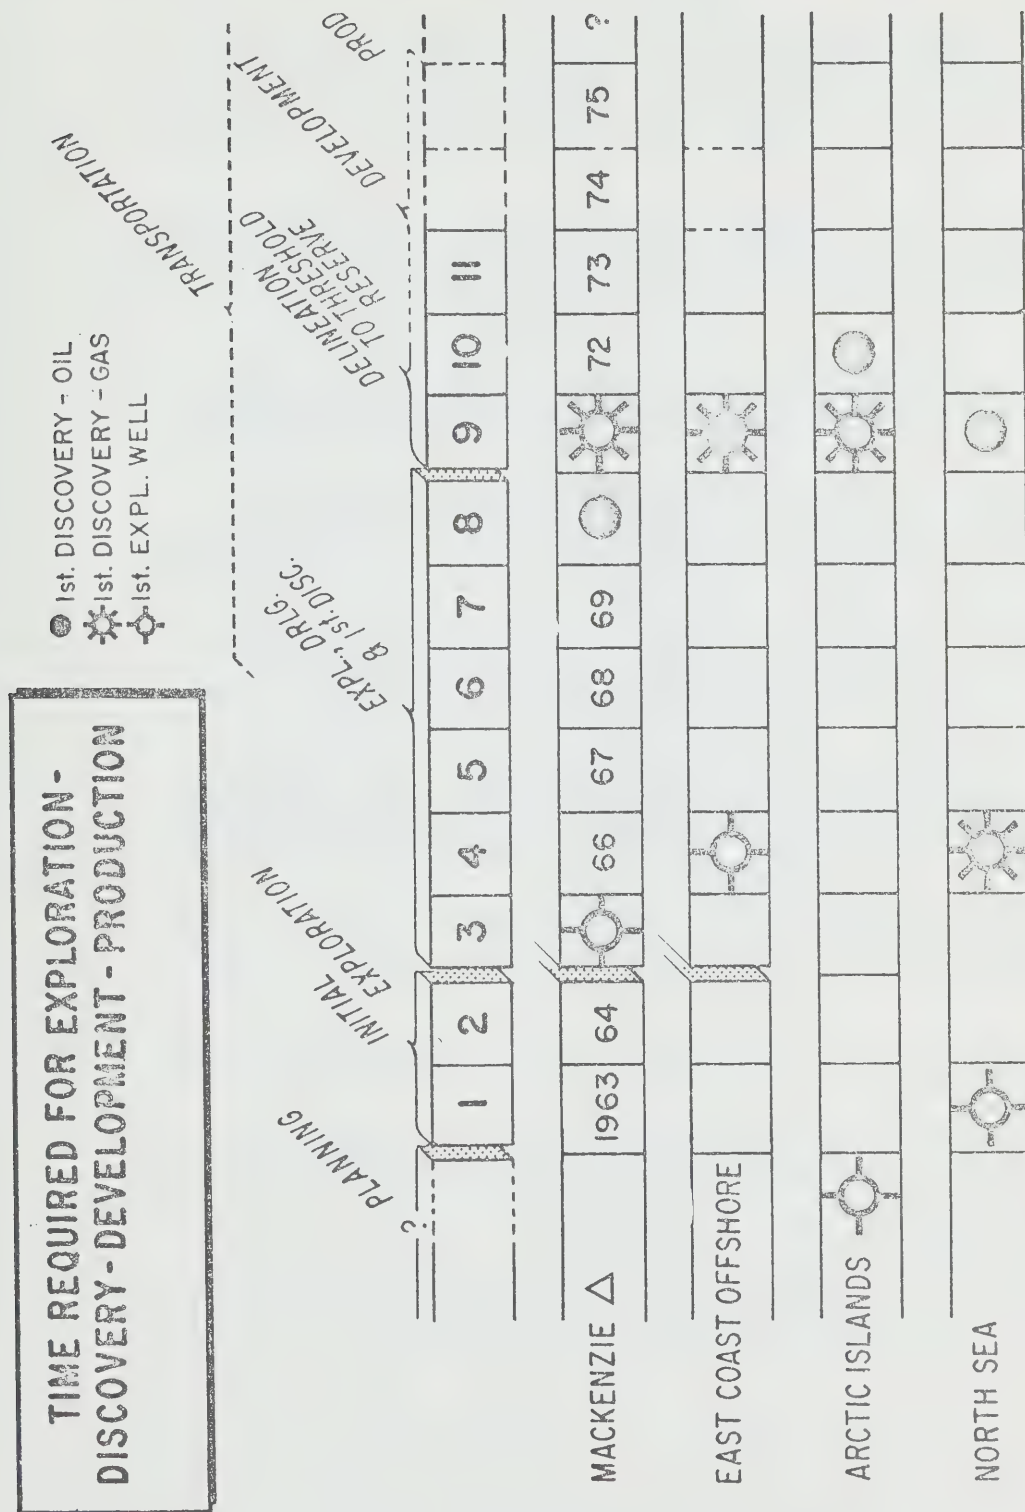 TIME REQUIRED FOR EXPLORATION -
DISCOVERY - DEVELOPMENT - PRODUCTION
1st. DISCOVERY - OIL
1st. DISCOVERY - GAS
1st. EXPL. WELL
TRANSPORTATION
?
PLANNING
INITIAL
EXPLORATION
EXPL., DRLG.
& 1st. DISC.
DELINEATION
TO THRESHOLD
RESERVE
DEVELOPMENT
PROD
1 2 3 4 5 6 7 8 9 10 11
MACKENZIE Δ 1963 64 66 67 68 69 72 73 74 75 ?
EAST COAST OFFSHORE
ARCTIC ISLANDS
NORTH SEA